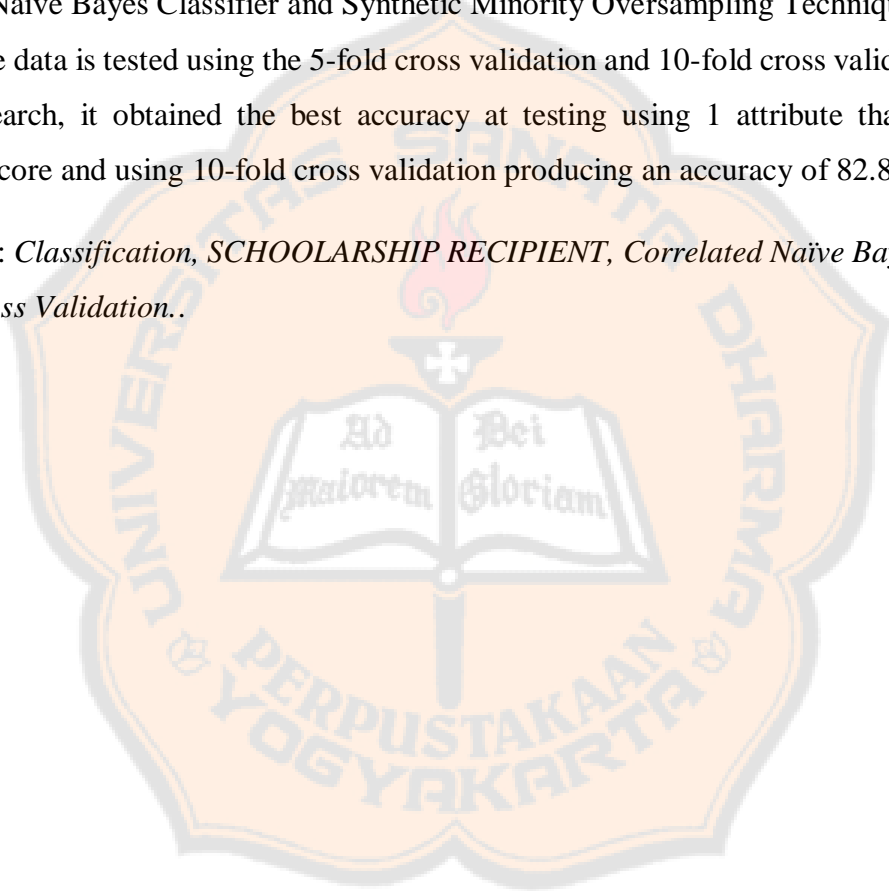 Naïve Bayes Classifier and Synthetic Minority Oversampling Techniqu
e data is tested using the 5-fold cross validation and 10-fold cross valid
earch, it obtained the best accuracy at testing using 1 attribute tha
core and using 10-fold cross validation producing an accuracy of 82.8
: Classification, SCHOOLARSHIP RECIPIENT, Correlated Naïve Bay
ss Validation..
UNIVERSITAS SANATA DHARMA
Ad Dei
maiorem Gloriam
PERPUSTAKAAN
YOGYAKARTA